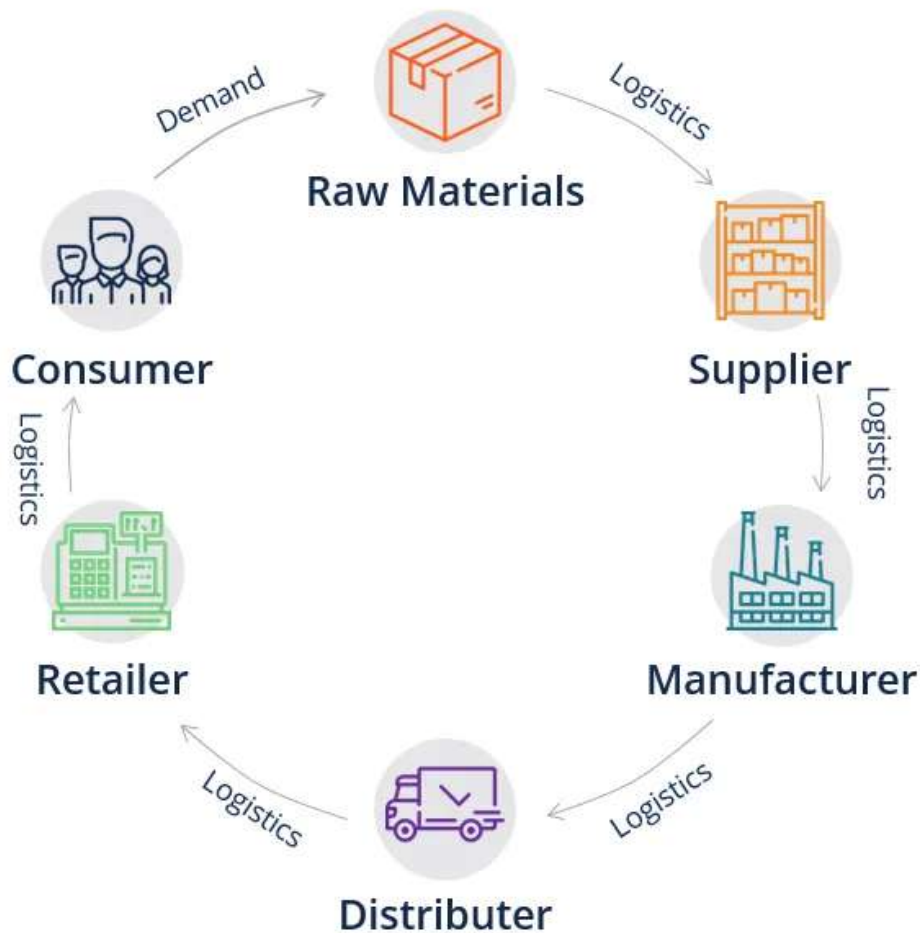 Demand
Logistics
Raw Materials
Consumer
Supplier
Logistics
Logistics
Retailer
Manufacturer
Logistics
Logistics
Distributer